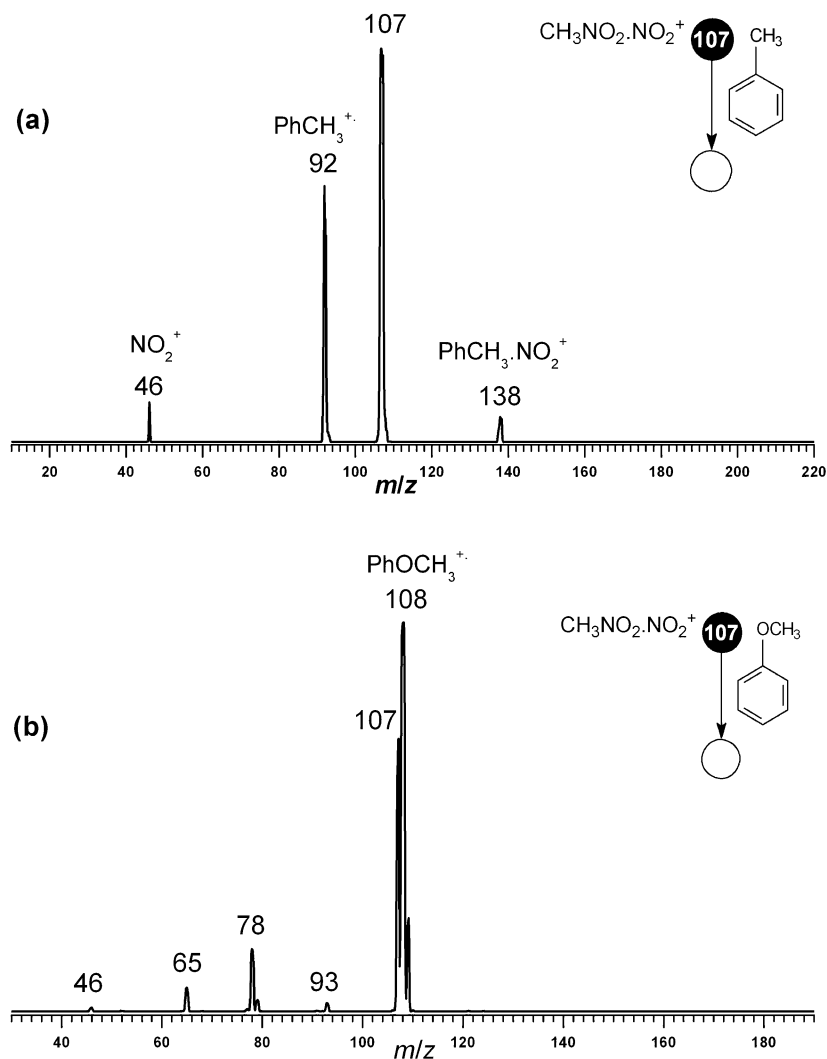 107
CH₃NO₂.NO₂⁺ 107 CH₃
(a)
PhCH₃⁺·
92
NO₂⁺
46
PhCH₃.NO₂⁺
138
20 40 60 80 100 120 140 160 180 200 220
m/z
PhOCH₃⁺·
108
CH₃NO₂.NO₂⁺ 107 OCH₃
(b)
107
78
65
93
46
40 60 80 100 120 140 160 180
m/z